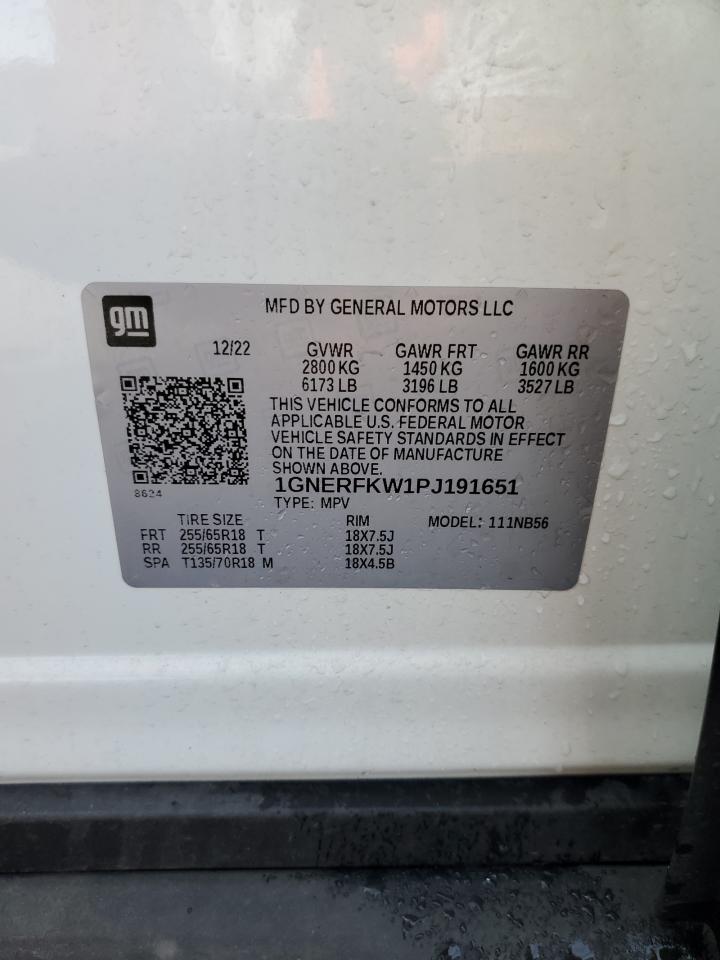 gm
MFD BY GENERAL MOTORS LLC
12/22 GVWR GAWR FRT GAWR RR
2800 KG 1450 KG 1600 KG
6173 LB 3196 LB 3527 LB
THIS VEHICLE CONFORMS TO ALL
APPLICABLE U.S. FEDERAL MOTOR
VEHICLE SAFETY STANDARDS IN EFFECT
ON THE DATE OF MANUFACTURE
SHOWN ABOVE.
1GNERFKW1PJ191651
8624
TYPE: MPV
TIRE SIZE RIM MODEL: 111NB56
FRT 255/65R18 T 18X7.5J
RR 255/65R18 T 18X7.5J
SPA T135/70R18 M 18X4.5B